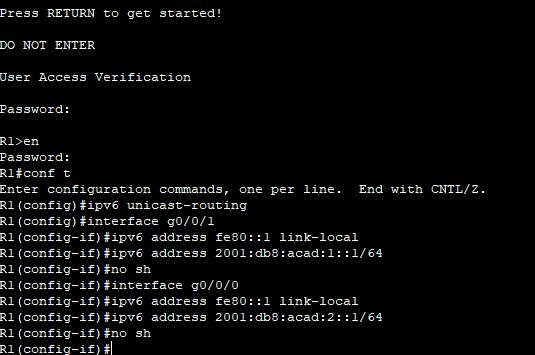 Press RETURN to get started!
DO NOT ENTER
User Access Verification
Password:
R1>en
Password:
R1#conf t
Enter configuration commands, one per line.  End with CNTL/Z.
R1(config)#ipv6 unicast-routing
R1(config)#interface g0/0/1
R1(config-if)#ipv6 address fe80::1 link-local
R1(config-if)#ipv6 address 2001:db8:acad:1::1/64
R1(config-if)#no sh
R1(config-if)#interface g0/0/0
R1(config-if)#ipv6 address fe80::1 link-local
R1(config-if)#ipv6 address 2001:db8:acad:2::1/64
R1(config-if)#no sh
R1(config-if)#